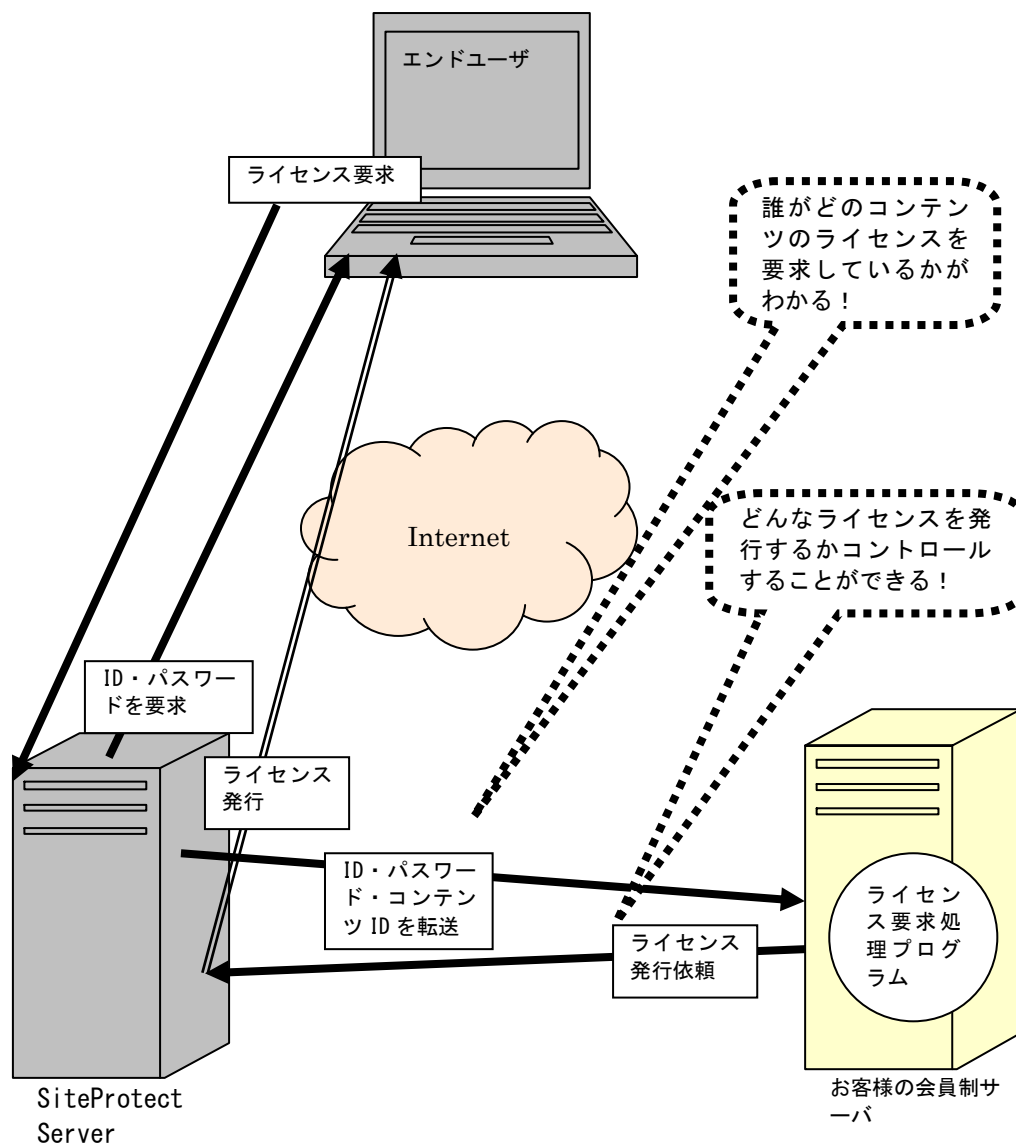 エンドユーザ
ライセンス要求
誰がどのコンテン
ツのライセンスを
要求しているかが
わかる！
Internet
どんなライセンスを発
行するかコントロール
することができる！
ID・パスワー
ドを要求
ライセンス
発行
ID・パスワー
ド・コンテン
ツ ID を転送
ライセンス
発行依頼
ライセン
ス要求処
理プログ
ラム
SiteProtect
Server
お客様の会員制サ
ーバ